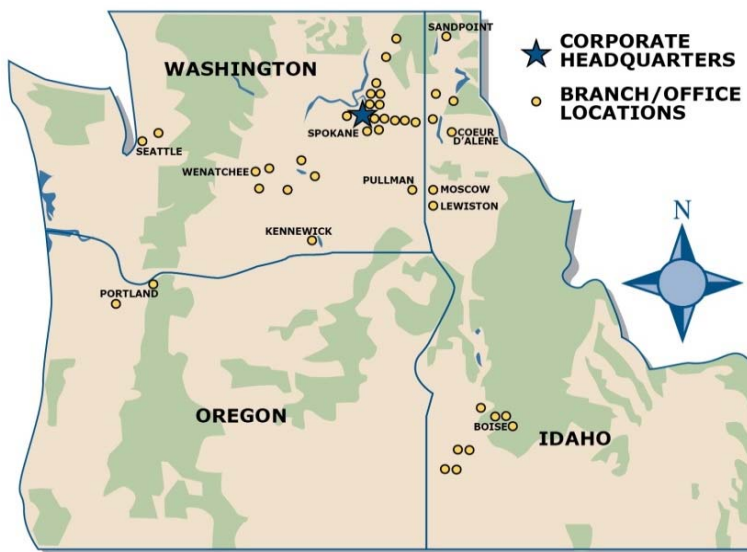 SANDPOINT
CORPORATE
HEADQUARTERS
WASHINGTON
BRANCH/OFFICE
LOCATIONS
SPOKANE
COEUR
D'ALENE
SEATTLE
WENATCHEE
PULLMAN
MOSCOW
LEWISTON
N
KENNEWICK
PORTLAND
OREGON
BOISE
IDAHO